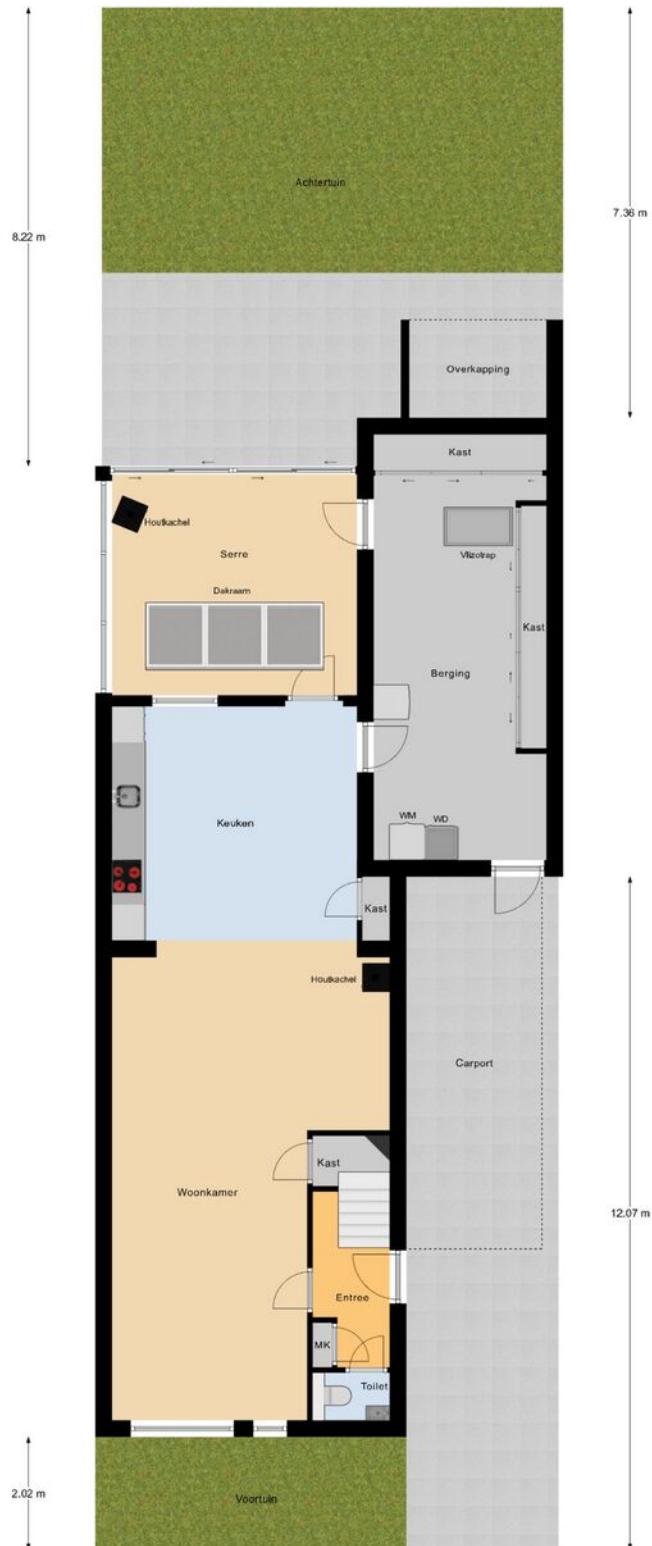 Achtertuin
7.36 m
8.22 m
Overkapping
Kast
Houtkachel
Vlizotrap
Serre
Dakraam
Kast
Berging
WM
WD
Keuken
Kast
Houtkachel
Carport
Kast
Woonkamer
12.07 m
Entree
MK
Toilet
2.02 m
Voortuin